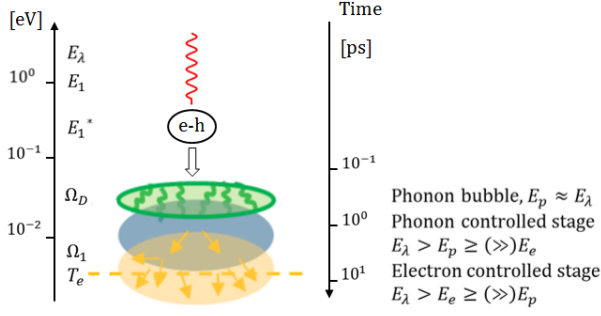 [eV]
Time
[ps]
E_λ
10^0
E_1
E_1^*
e-h
10^-1
10^-1
Ω_D
Phonon bubble, E_p ≈ E_λ
10^0
Phonon controlled stage
10^-2
E_λ > E_p ≥ (≫)E_e
Ω_1
T_e
10^1
Electron controlled stage
E_λ > E_e ≥ (≫)E_p